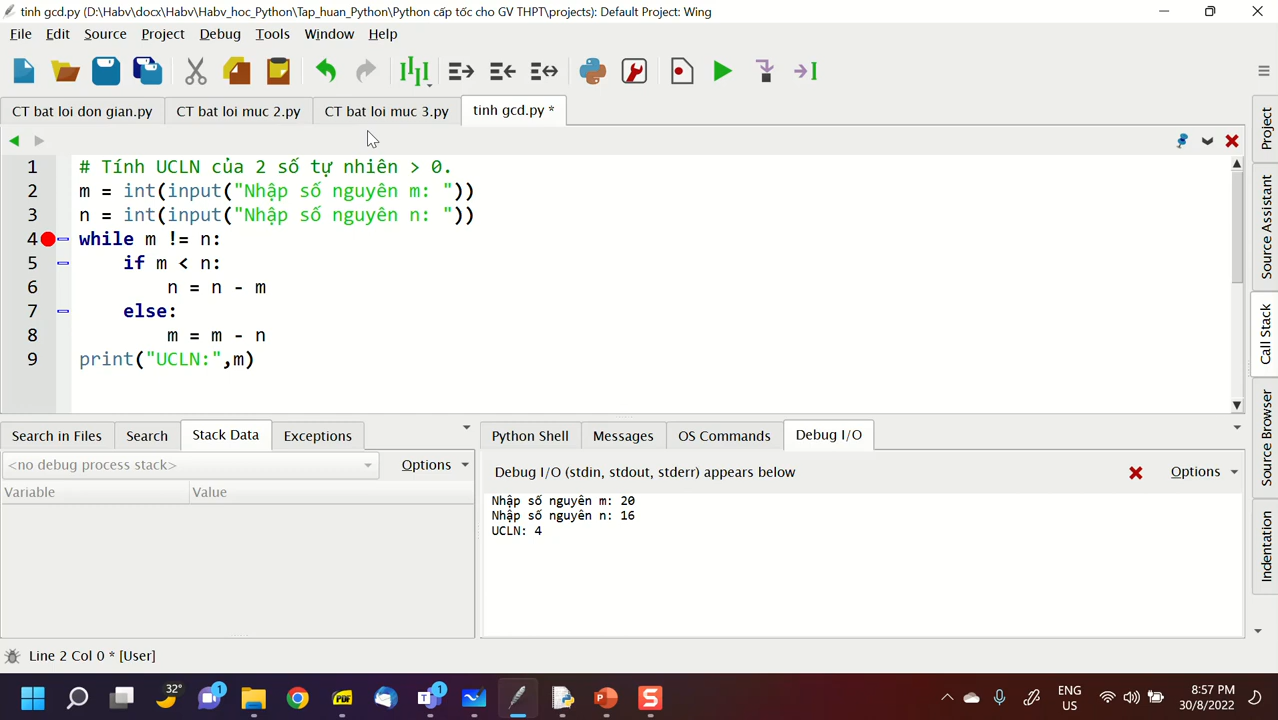 tinh gcd.py (D:\Habv\docx\Habv\Habv_hoc_Python\Tap_huan_Python\Python cấp tốc cho GV THPT\projects): Default Project: Wing
File Edit Source Project Debug Tools Window Help
CT bat loi don gian.py CT bat loi muc 2.py CT bat loi muc 3.py tinh gcd.py *
1 # Tính UCLN của 2 số tự nhiên > 0.
2 m = int(input("Nhập số nguyên m: "))
3 n = int(input("Nhập số nguyên n: "))
4 while m != n:
5 if m < n:
6 n = n - m
7 else:
8 m = m - n
9 print("UCLN:",m)
Project
Source Assistant
Call Stack
Source Browser
Indentation
Search in Files Search Stack Data Exceptions
<no debug process stack> Options
Variable Value
Python Shell Messages OS Commands Debug I/O
Debug I/O (stdin, stdout, stderr) appears below Options
Nhập số nguyên m: 20
Nhập số nguyên n: 16
UCLN: 4
Line 2 Col 0 * [User]
32°
1
PDF
T
1
P
S
ENG
US
8:57 PM
30/8/2022